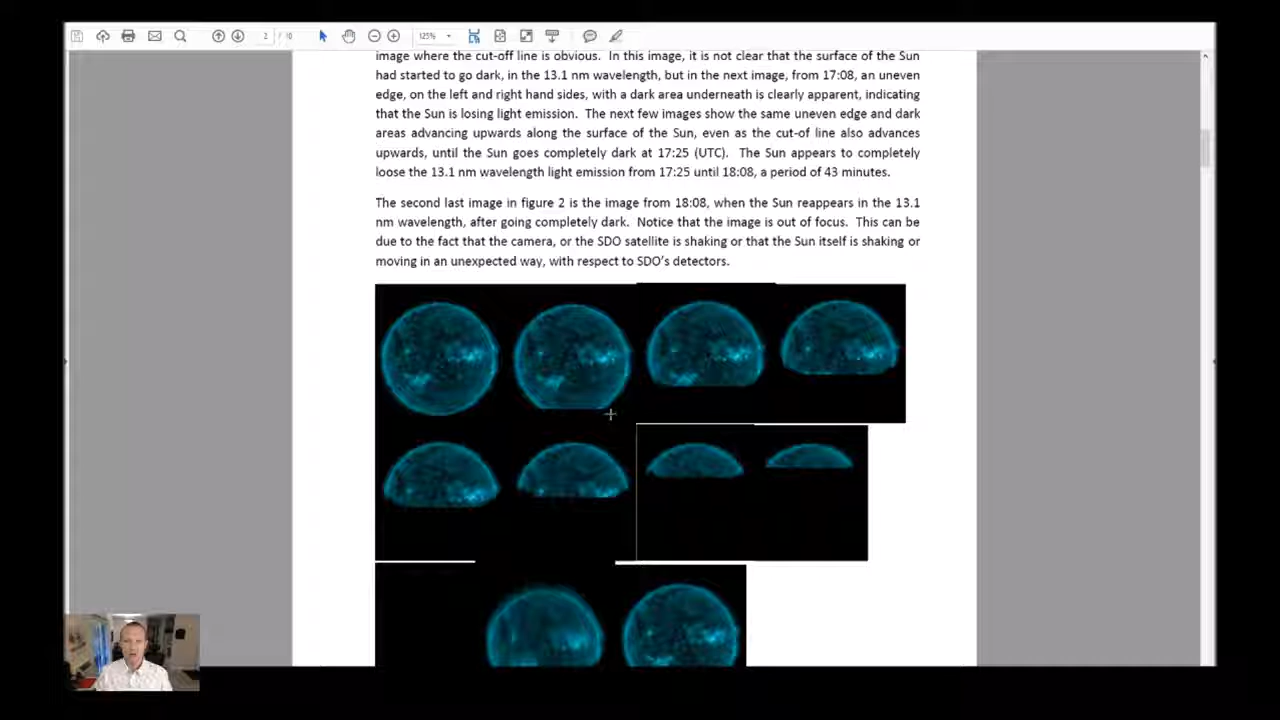 2 / 10
125%
image where the cut-off line is obvious. In this image, it is not clear that the surface of the Sun
had started to go dark, in the 13.1 nm wavelength, but in the next image, from 17:08, an uneven
edge, on the left and right hand sides, with a dark area underneath is clearly apparent, indicating
that the Sun is losing light emission. The next few images show the same uneven edge and dark
areas advancing upwards along the surface of the Sun, even as the cut-of line also advances
upwards, until the Sun goes completely dark at 17:25 (UTC). The Sun appears to completely
loose the 13.1 nm wavelength light emission from 17:25 until 18:08, a period of 43 minutes.
The second last image in figure 2 is the image from 18:08, when the Sun reappears in the 13.1
nm wavelength, after going completely dark. Notice that the image is out of focus. This can be
due to the fact that the camera, or the SDO satellite is shaking or that the Sun itself is shaking or
moving in an unexpected way, with respect to SDO's detectors.